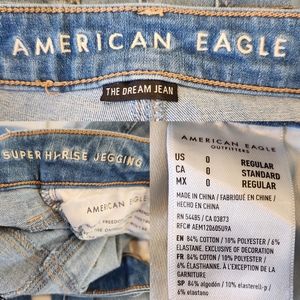 AMERICAN EAGLE
THE DREAM JEAN
SUPER HI-RISE JEGGING
AMERICAN EAGLE
AMERICAN EAGLE
OUTFITTERS
US 0 REGULAR
CA 0 STANDARD
MX 0 REGULAR
MADE IN CHINA / FABRIQUÉ EN CHINE /
HECHO EN CHINA
RN 54485 / CA 03873
RFC# AEM120605U9A
EN 84% COTTON / 10% POLYESTER / 6%
ELASTANE. EXCLUSIVE OF DECORATION
FR 84% COTON / 10% POLYESTER /
6% ÉLASTHANNE. À L'EXCEPTION DE LA
GARNITURE
SP 84% algodón / 10% elasterell-p /
6% elastano